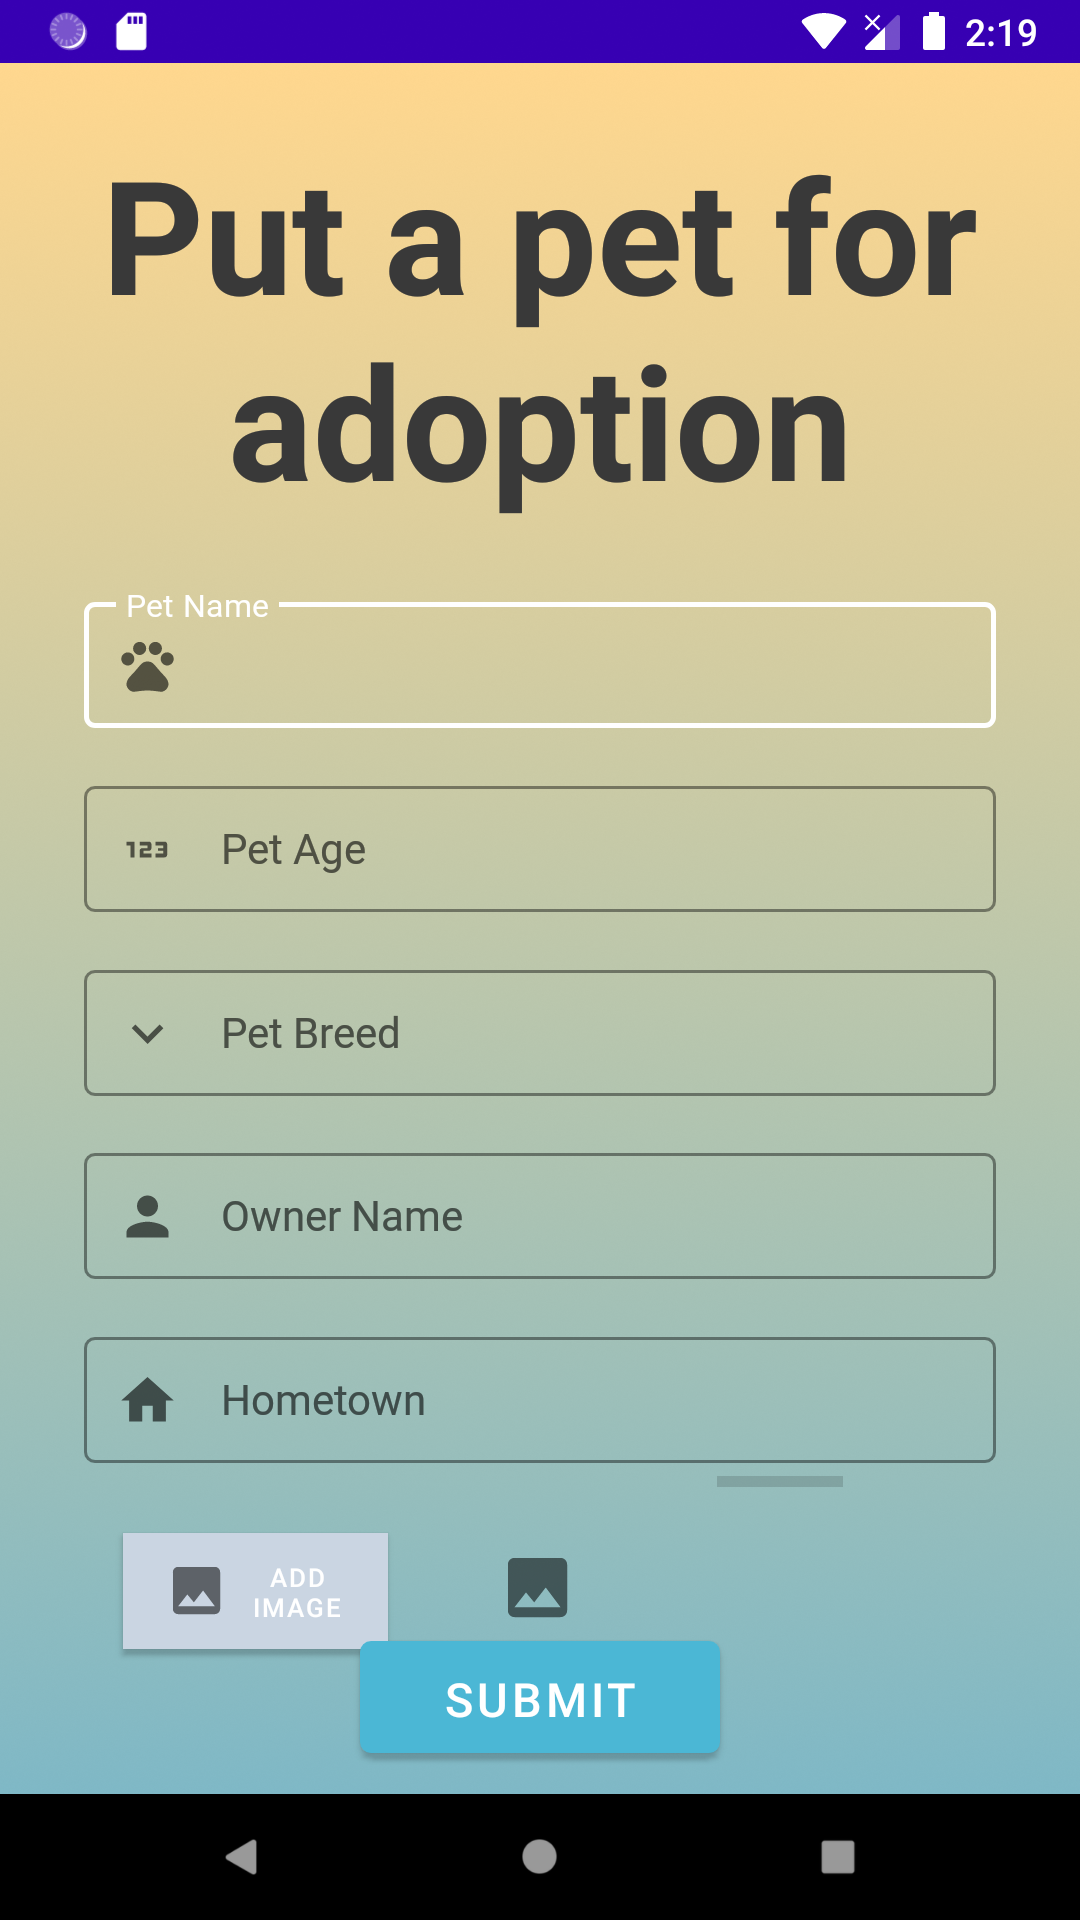 2:19
Put a pet for
adoption
Pet Name
123 Pet Age
Pet Breed
Owner Name
Hometown
ADD
IMAGE
SUBMIT